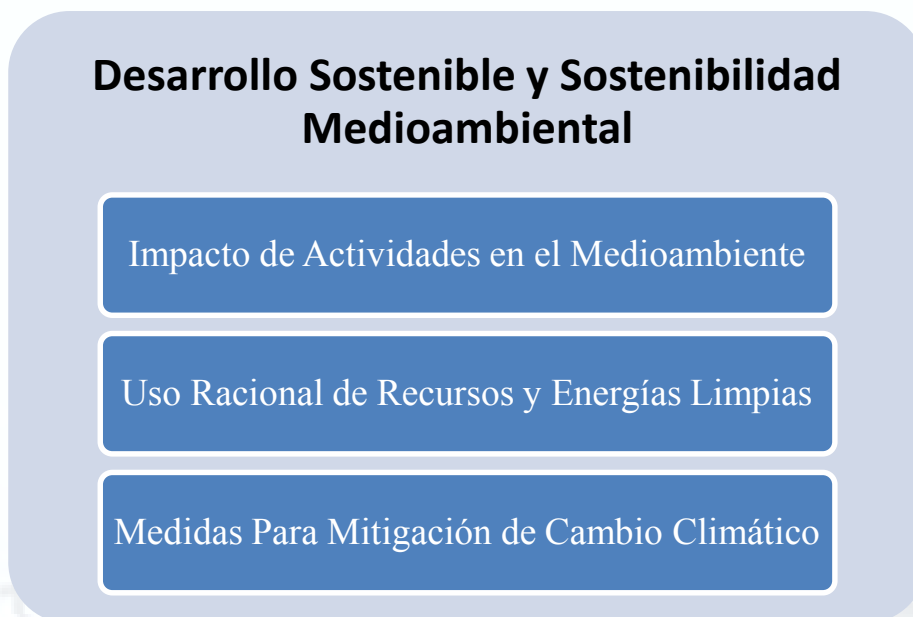 Desarrollo Sostenible y Sostenibilidad
Medioambiental
Impacto de Actividades en el Medioambiente
Uso Racional de Recursos y Energías Limpias
Medidas Para Mitigación de Cambio Climático